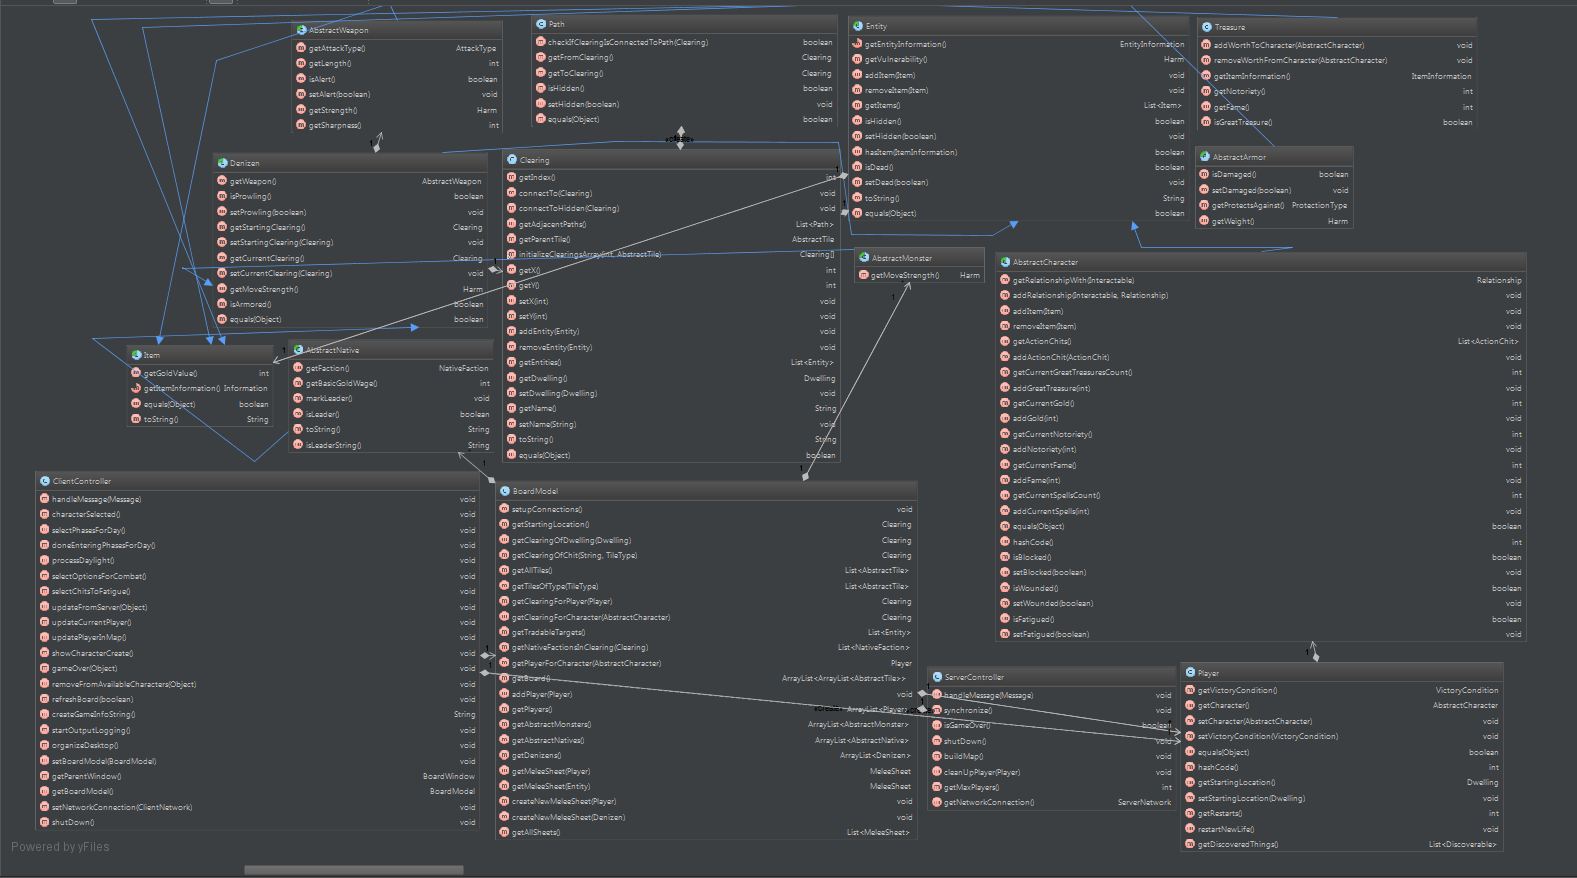 AbstractWeapon
getAttackType() AttackType
getLength() int
isAlert() boolean
setAlert(boolean) void
getStrength() Harm
getSharpness() int
Path
checkIfClearingIsConnectedToPath(Clearing) boolean
getFromClearing() Clearing
getToClearing() Clearing
isHidden() boolean
setHidden(boolean) void
equals(Object) boolean
Entity
getEntityInformation() EntityInformation
getVulnerability() Harm
addItem(Item) void
removeItem(Item) void
getItems() List<Item>
isHidden() boolean
setHidden(boolean) void
hasItem(ItemInformation) boolean
isDead() boolean
setDead(boolean) void
toString() String
equals(Object) boolean
Treasure
addWorthToCharacter(AbstractCharacter) void
removeWorthFromCharacter(AbstractCharacter) void
getItemInformation() ItemInformation
getNotoriety() int
getFame() int
isGreatTreasure() boolean
AbstractArmor
isDamaged() boolean
setDamaged(boolean) void
getProtectsAgainst() ProtectionType
getWeight() Harm
Denizen
getWeapon() AbstractWeapon
isProwling() boolean
setProwling(boolean) void
getStartingClearing() Clearing
setStartingClearing(Clearing) void
getCurrentClearing() Clearing
setCurrentClearing(Clearing) void
getMoveStrength() Harm
isArmored() boolean
equals(Object) boolean
Clearing
getIndex() int
connectTo(Clearing) void
connectToHidden(Clearing) void
getAdjacentPaths() List<Path>
getParentTile() AbstractTile
initializeClearingsArray(int, AbstractTile) Clearing[]
getX() int
getY() int
setX(int) void
setY(int) void
addEntity(Entity) void
removeEntity(Entity) void
getEntities() List<Entity>
getDwelling() Dwelling
setDwelling(Dwelling) void
getName() String
setName(String) void
toString() String
equals(Object) boolean
AbstractMonster
getMoveStrength() Harm
AbstractCharacter
getRelationshipWith(Interactable) Relationship
addRelationship(Interactable, Relationship) void
addItem(Item) void
removeItem(Item) void
getActionChits() List<ActionChit>
addActionChit(ActionChit) void
getCurrentGreatTreasuresCount() int
addGreatTreasure(int) void
getCurrentGold() int
addGold(int) void
getCurrentNotoriety() int
addNotoriety(int) void
getCurrentFame() int
addFame(int) void
getCurrentSpellsCount() int
addCurrentSpells(int) void
equals(Object) boolean
hashCode() int
isBlocked() boolean
setBlocked(boolean) void
isWounded() boolean
setWounded(boolean) void
isFatigued() boolean
setFatigued(boolean) void
Item
getGoldValue() int
getItemInformation() Information
equals(Object) boolean
toString() String
AbstractNative
getFaction() NativeFaction
getBasicGoldWage() int
markLeader() void
isLeader() boolean
toString() String
isLeaderString() String
ClientController
handleMessage(Message) void
characterSelected() void
selectPhasesForDay() void
doneEnteringPhasesForDay() void
processDaylight() void
selectOptionsForCombat() void
selectChitsToFatigue() void
updateFromServer(Object) void
updateCurrentPlayer() void
updatePlayerInMap() void
showCharacterCreate() void
gameOver(Object) void
removeFromAvailableCharacters(Object) void
refreshBoard(boolean) void
createGameInfoString() String
startOutputLogging() void
organizeDesktop() void
setBoardModel(BoardModel) void
getParentWindow() BoardWindow
getBoardModel() BoardModel
setNetworkConnection(ClientNetwork) void
shutDown() void
BoardModel
setupConnections() void
getStartingLocation() Clearing
getClearingOfDwelling(Dwelling) Clearing
getClearingOfChit(String, TileType) Clearing
getAllTiles() List<AbstractTile>
getTilesOfType(TileType) List<AbstractTile>
getClearingForPlayer(Player) Clearing
getClearingForCharacter(AbstractCharacter) Clearing
getTradableTargets() List<Entity>
getNativeFactionsInClearing(Clearing) List<NativeFaction>
getPlayerForCharacter(AbstractCharacter) Player
getBoard() ArrayList<ArrayList<AbstractTile>>
addPlayer(Player) void
getPlayers() ArrayList<Player>
getAbstractMonsters() ArrayList<AbstractMonster>
getAbstractNatives() ArrayList<AbstractNative>
getDenizens() ArrayList<Denizen>
getMeleeSheet(Player) MeleeSheet
getMeleeSheet(Entity) MeleeSheet
createNewMeleeSheet(Player) void
createNewMeleeSheet(Denizen) void
getAllSheets() List<MeleeSheet>
ServerController
handleMessage(Message) void
synchronize() void
isGameOver() boolean
shutDown() void
buildMap() void
cleanUpPlayer(Player) void
getMaxPlayers() int
getNetworkConnection() ServerNetwork
Player
getVictoryCondition() VictoryCondition
getCharacter() AbstractCharacter
setCharacter(AbstractCharacter) void
setVictoryCondition(VictoryCondition) void
equals(Object) boolean
hashCode() int
getStartingLocation() Dwelling
setStartingLocation(Dwelling) void
getRestarts() int
restartNewLife() void
getDiscoveredThings() List<Discoverable>
Powered by yFiles